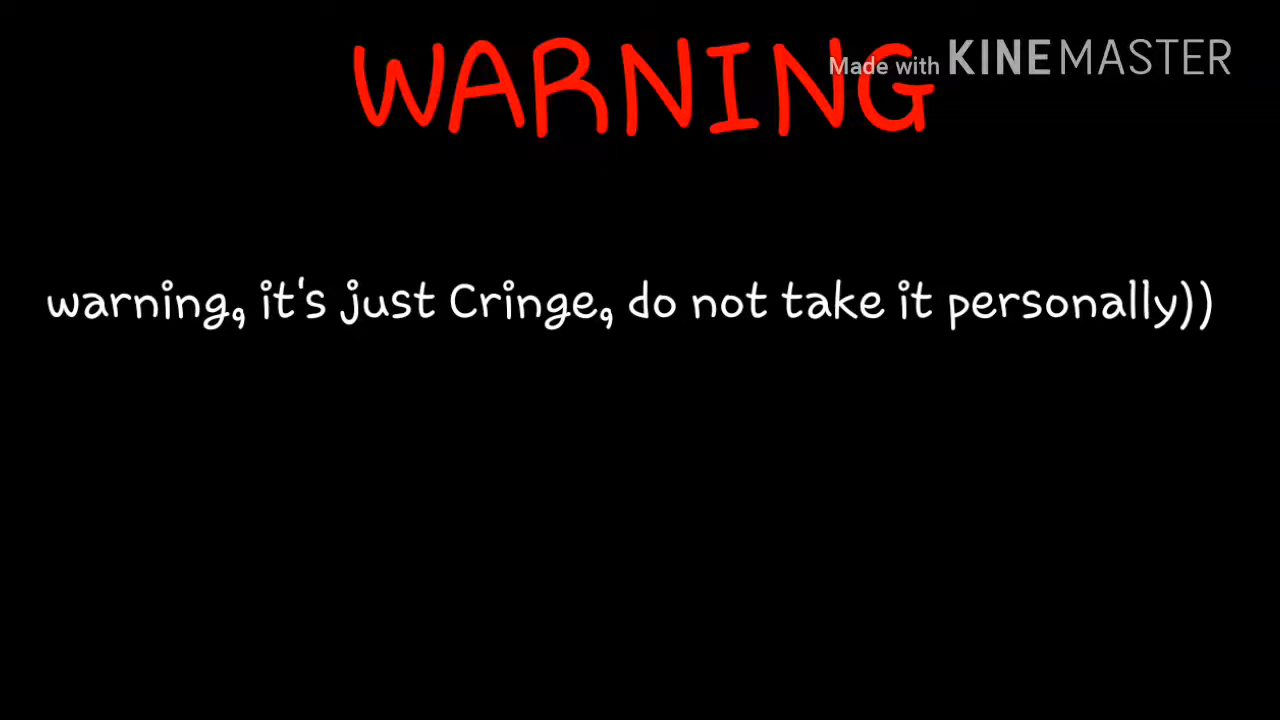 WARNING
Made with KINEMASTER
warning, it's just Cringe, do not take it personally))